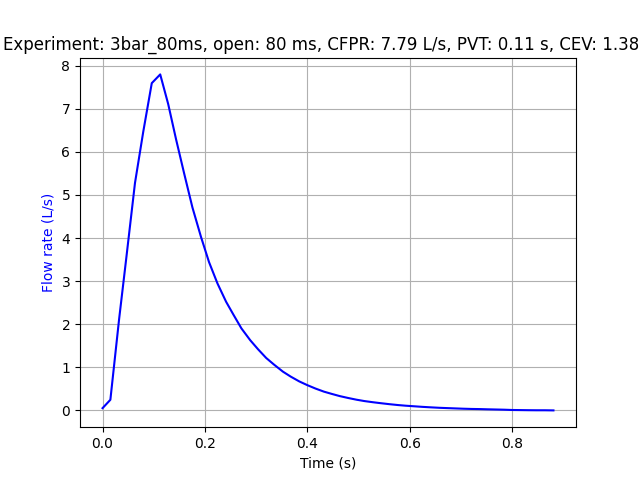 Experiment: 3bar_80ms, open: 80 ms, CFPR: 7.79 L/s, PVT: 0.11 s, CEV: 1.38
8
7
6
5
4
3
2
1
0
Flow rate (L/s)
0.0 0.2 0.4 0.6 0.8
Time (s)